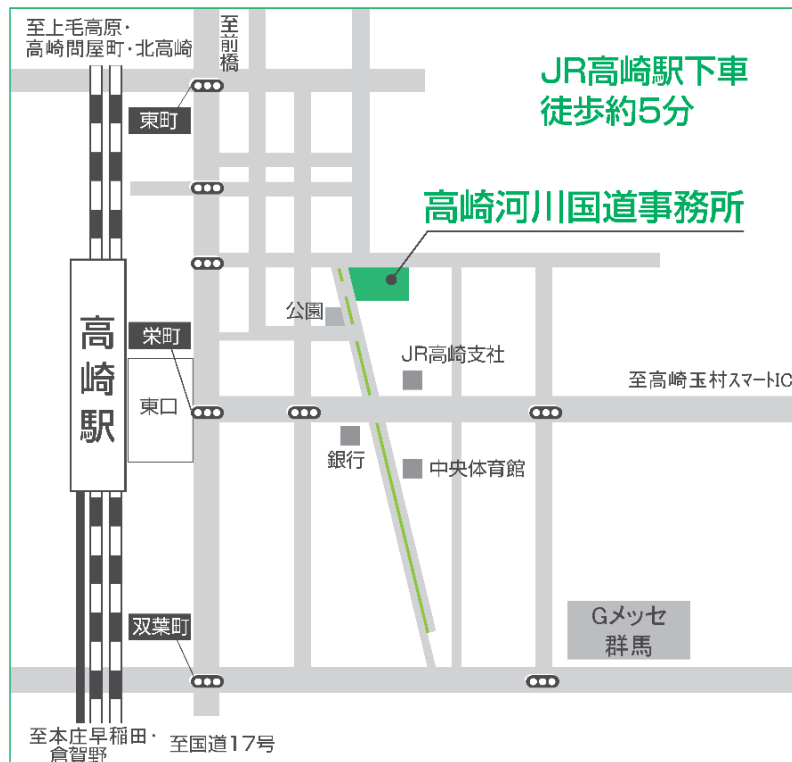 至上毛高原・
高崎問屋町・北高崎
至前橋
JR高崎駅下車
徒歩約5分
東町
高崎河川国道事務所
公園
栄町
JR高崎支社
高崎駅
東口
至高崎玉村スマートIC
銀行
中央体育館
双葉町
Gメッセ
群馬
至本庄早稲田・
倉賀野
至国道17号